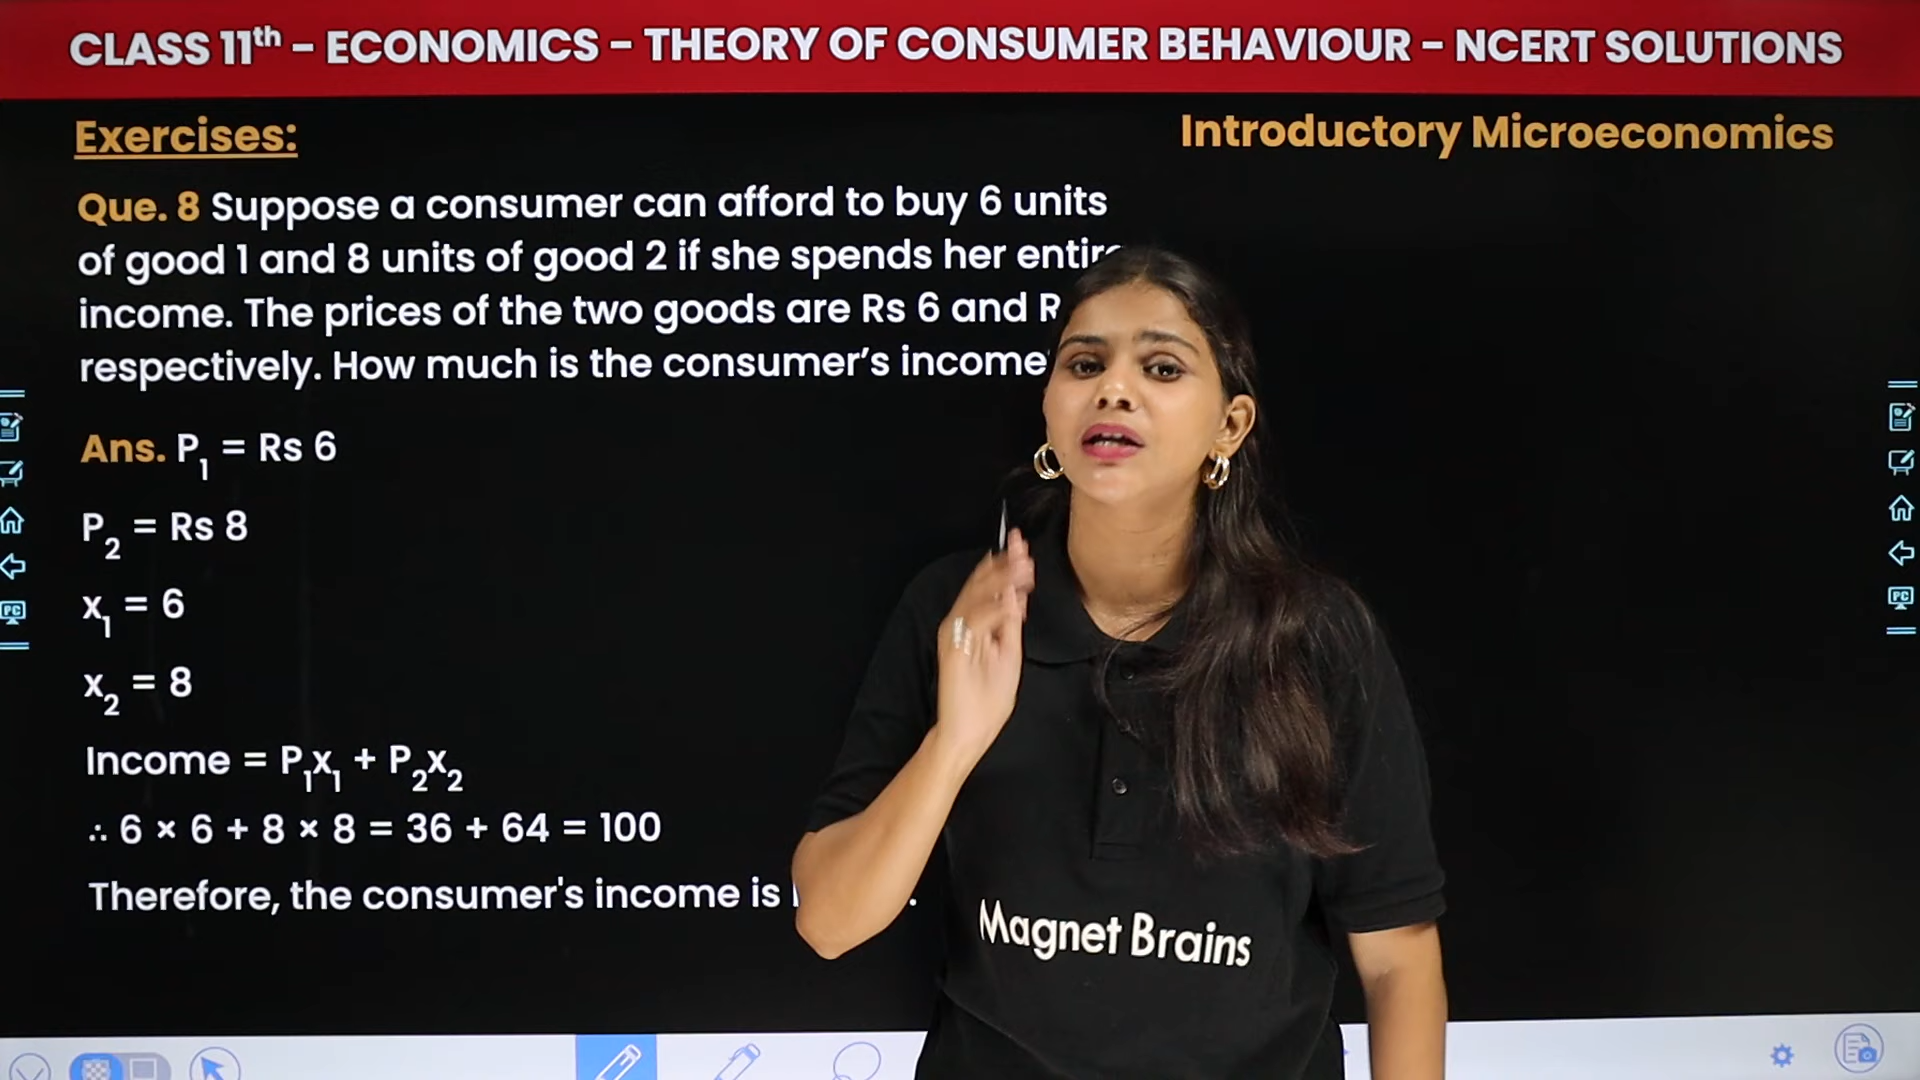 CLASS 11th – ECONOMICS – THEORY OF CONSUMER BEHAVIOUR – NCERT SOLUTIONS
Exercises:
Introductory Microeconomics
Que. 8 Suppose a consumer can afford to buy 6 units
of good 1 and 8 units of good 2 if she spends her
income. The prices of the two goods are Rs 6 and
respectively. How much is the consumer’s income
Ans. P1 = Rs 6
P2 = Rs 8
x1 = 6
x2 = 8
Income = P1x1 + P2x2
∴ 6 × 6 + 8 × 8 = 36 + 64 = 100
Therefore, the consumer's income is
Magnet Brains
PC
PC